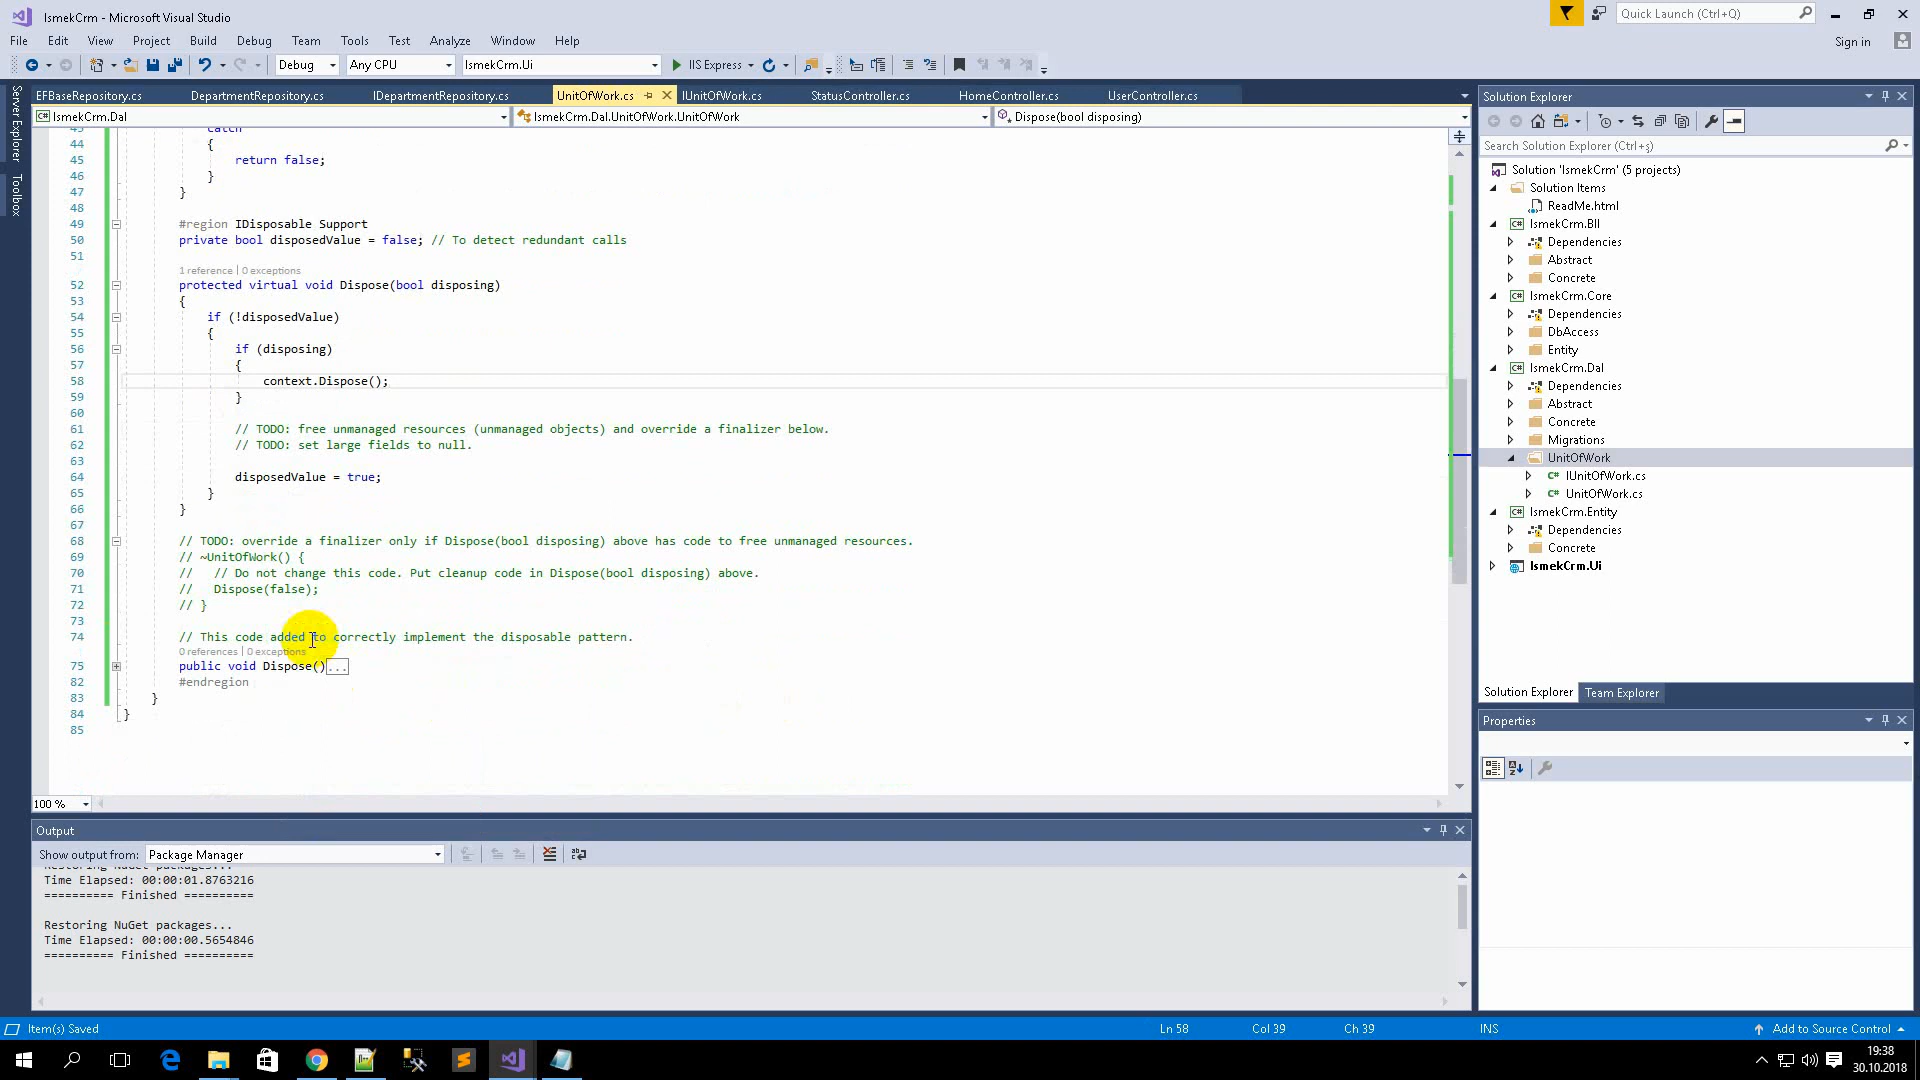 IsmekCrm - Microsoft Visual Studio
Quick Launch (Ctrl+Q)
File Edit View Project Build Debug Team Tools Test Analyze Window Help
Sign in
Debug Any CPU IsmekCrm.Ui IIS Express
Server Explorer
Toolbox
EFBaseRepository.cs DepartmentRepository.cs IDepartmentRepository.cs UnitOfWork.cs IUnitOfWork.cs StatusController.cs HomeController.cs UserController.cs
IsmekCrm.Dal IsmekCrm.Dal.UnitOfWork.UnitOfWork Dispose(bool disposing)
43 catch
44 {
45 return false;
46 }
47 }
48
49 #region IDisposable Support
50 private bool disposedValue = false; // To detect redundant calls
51
1 reference | 0 exceptions
52 protected virtual void Dispose(bool disposing)
53 {
54 if (!disposedValue)
55 {
56 if (disposing)
57 {
58 context.Dispose();
59 }
60
61 // TODO: free unmanaged resources (unmanaged objects) and override a finalizer below.
62 // TODO: set large fields to null.
63
64 disposedValue = true;
65 }
66 }
67
68 // TODO: override a finalizer only if Dispose(bool disposing) above has code to free unmanaged resources.
69 // ~UnitOfWork() {
70 // // Do not change this code. Put cleanup code in Dispose(bool disposing) above.
71 // Dispose(false);
72 // }
73
74 // This code added to correctly implement the disposable pattern.
0 references | 0 exceptions
75 public void Dispose()...
82 #endregion
83 }
84 }
85
100 %
Output
Show output from: Package Manager
Restoring NuGet packages...
Time Elapsed: 00:00:01.8763216
========== Finished ==========
Restoring NuGet packages...
Time Elapsed: 00:00:00.5654846
========== Finished ==========
Solution Explorer
Search Solution Explorer (Ctrl+ş)
Solution 'IsmekCrm' (5 projects)
Solution Items
ReadMe.html
IsmekCrm.Bll
Dependencies
Abstract
Concrete
IsmekCrm.Core
Dependencies
DbAccess
Entity
IsmekCrm.Dal
Dependencies
Abstract
Concrete
Migrations
UnitOfWork
IUnitOfWork.cs
UnitOfWork.cs
IsmekCrm.Entity
Dependencies
Concrete
IsmekCrm.Ui
Solution Explorer Team Explorer
Properties
Item(s) Saved Ln 58 Col 39 Ch 39 INS Add to Source Control
19:38
30.10.2018